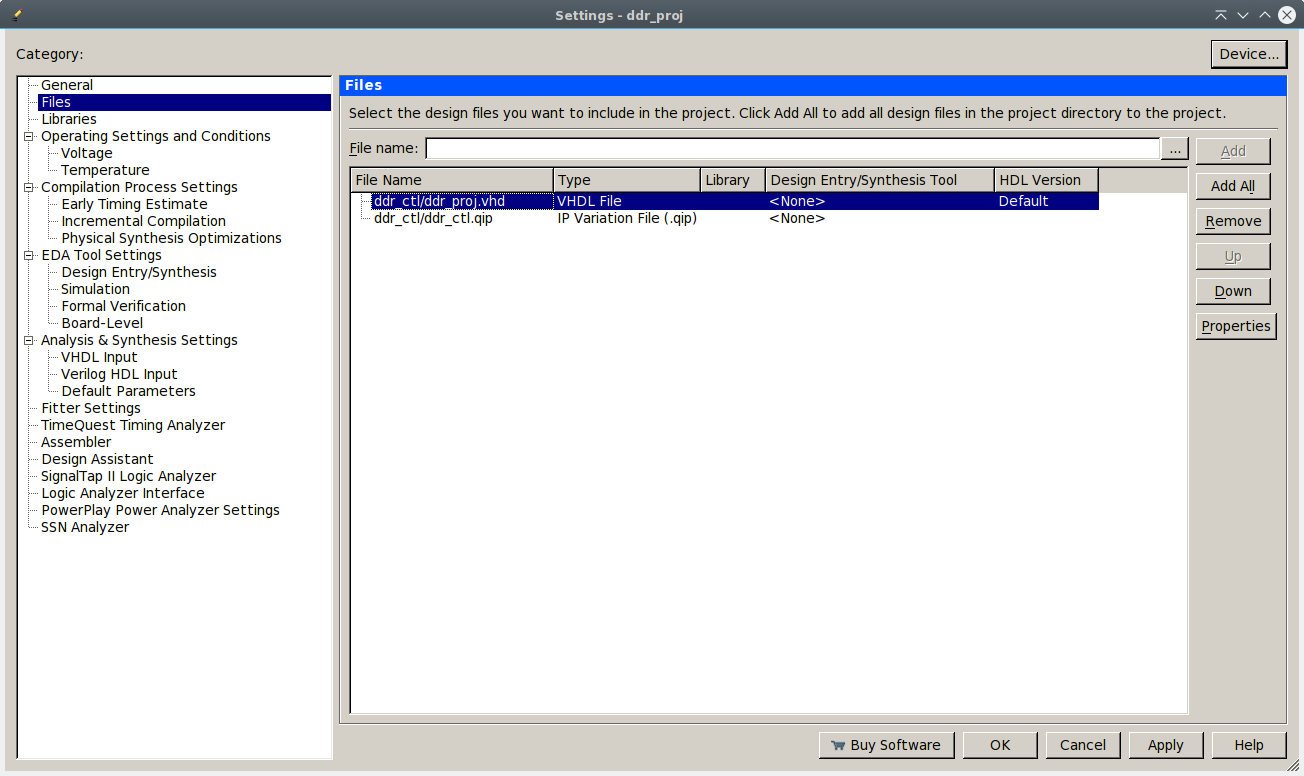 Settings - ddr_proj
Category:
Device...
General
Files
Libraries
Operating Settings and Conditions
Voltage
Temperature
Compilation Process Settings
Early Timing Estimate
Incremental Compilation
Physical Synthesis Optimizations
EDA Tool Settings
Design Entry/Synthesis
Simulation
Formal Verification
Board-Level
Analysis & Synthesis Settings
VHDL Input
Verilog HDL Input
Default Parameters
Fitter Settings
TimeQuest Timing Analyzer
Assembler
Design Assistant
SignalTap II Logic Analyzer
Logic Analyzer Interface
PowerPlay Power Analyzer Settings
SSN Analyzer
Files
Select the design files you want to include in the project. Click Add All to add all design files in the project directory to the project.
File name: ... Add
File Name Type Library Design Entry/Synthesis Tool HDL Version
ddr_ctl/ddr_proj.vhd VHDL File <None> Default
ddr_ctl/ddr_ctl.qip IP Variation File (.qip) <None>
Add All
Remove
Up
Down
Properties
Buy Software OK Cancel Apply Help